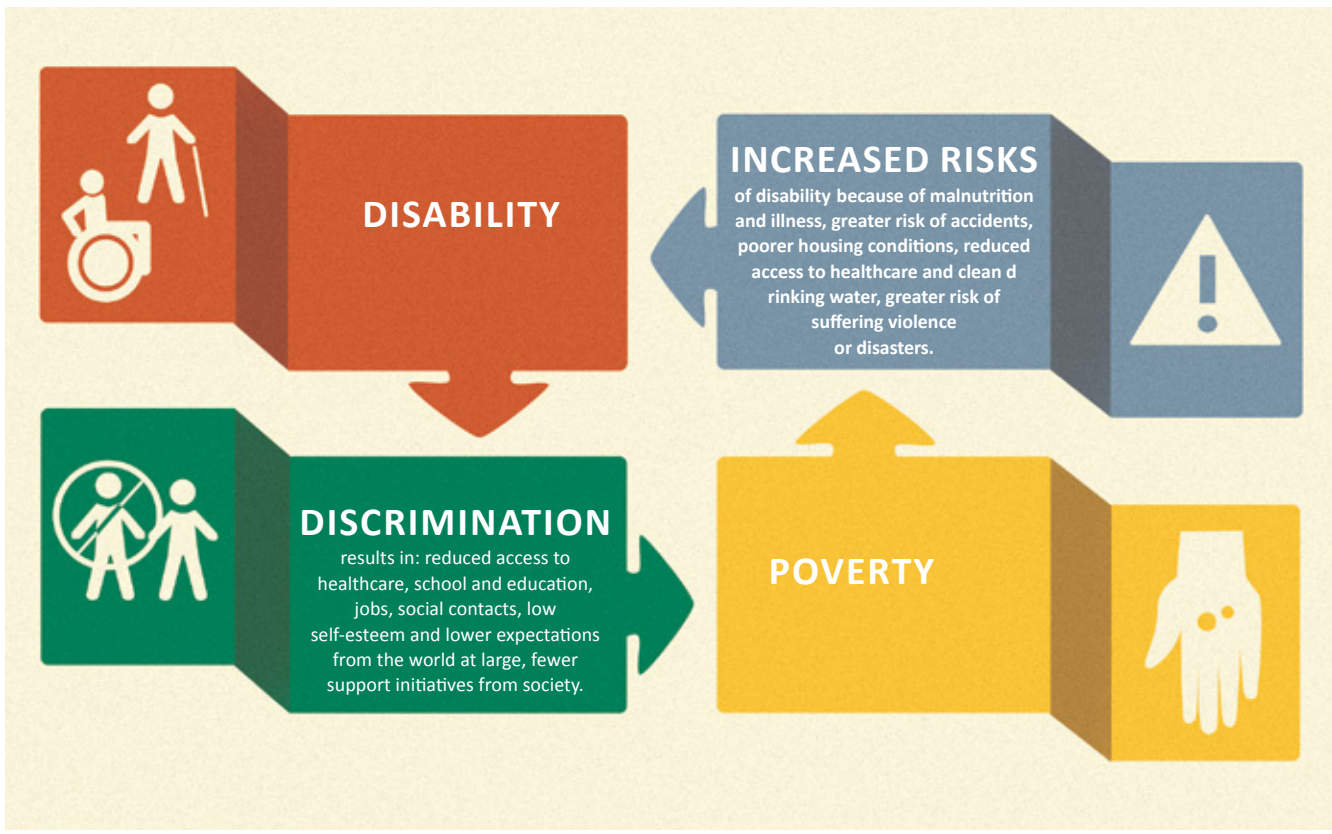 DISABILITY
INCREASED RISKS
of disability because of malnutrition
and illness, greater risk of accidents,
poorer housing conditions, reduced
access to healthcare and clean d
rinking water, greater risk of
suffering violence
or disasters.
DISCRIMINATION
results in: reduced access to
healthcare, school and education,
jobs, social contacts, low
self-esteem and lower expectations
from the world at large, fewer
support initiatives from society.
POVERTY